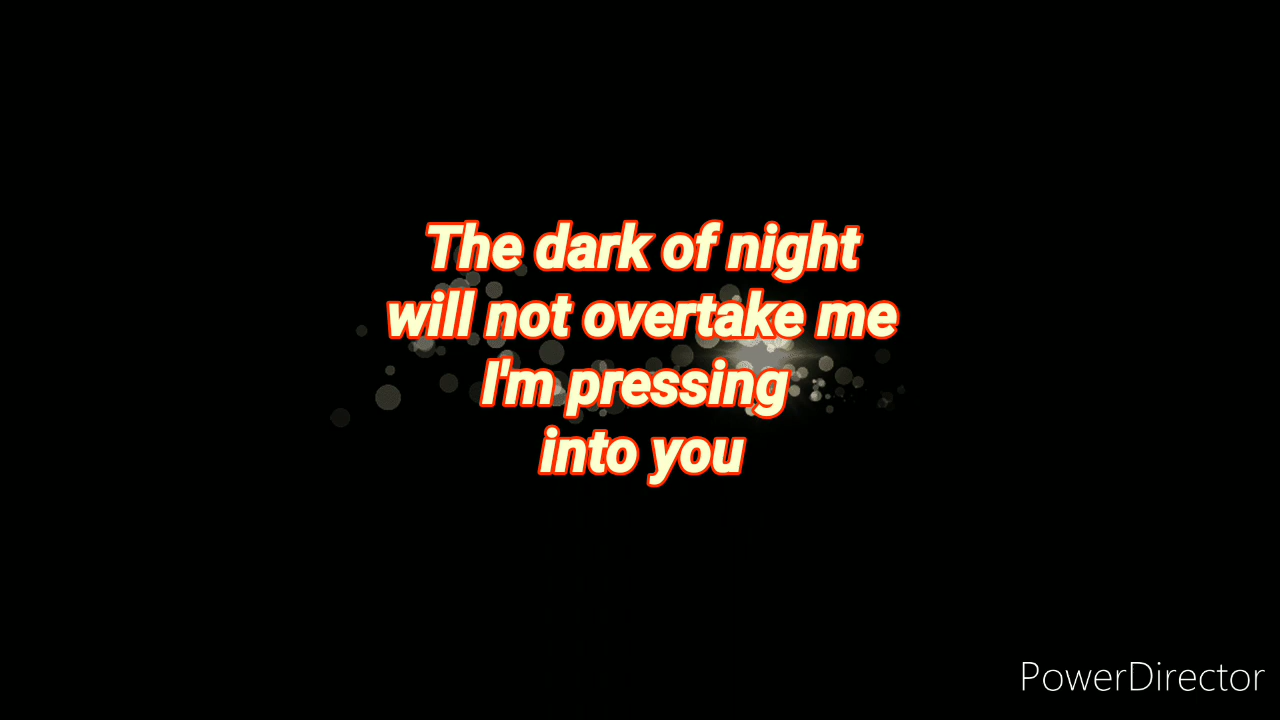 The dark of night
will not overtake me
I'm pressing
into you
PowerDirector